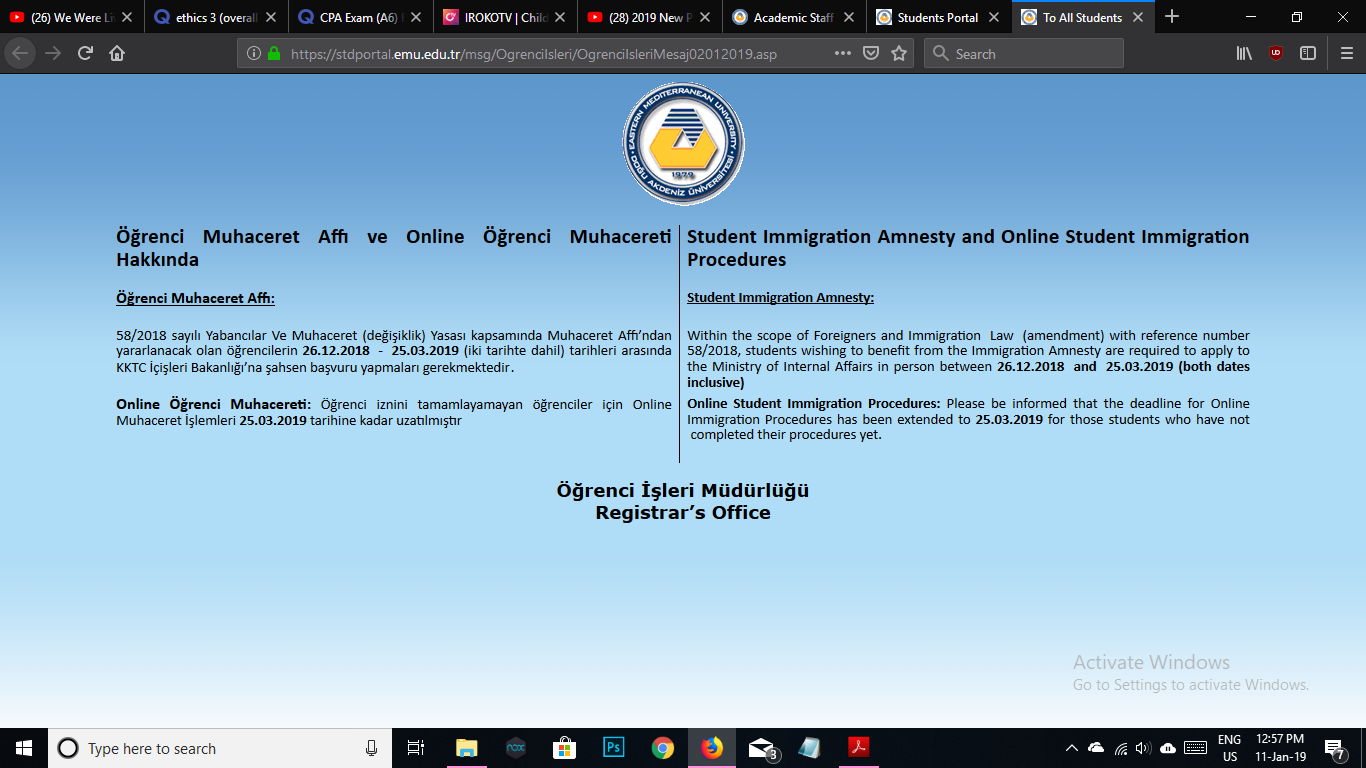 (26) We Were Li
ethics 3 (overall
CPA Exam (A6)
IROKOTV | Child
(28) 2019 New P
Academic Staff
Students Portal
To All Students
https://stdportal.emu.edu.tr/msg/Ogrencilsleri/OgrencilsleriMesaj02012019.asp
Search
EASTERN MEDITERRANEAN UNIVERSITY
1979
DOĞU AKDENİZ ÜNİVERSİTESİ
Öğrenci Muhaceret Affı ve Online Öğrenci Muhacereti
Hakkında
Öğrenci Muhaceret Affı:
58/2018 sayılı Yabancılar Ve Muhaceret (değişiklik) Yasası kapsamında Muhaceret Affı’ndan
yararlanacak olan öğrencilerin 26.12.2018 - 25.03.2019 (iki tarihte dahil) tarihleri arasında
KKTC İçişleri Bakanlığı’na şahsen başvuru yapmaları gerekmektedir.
Online Öğrenci Muhacereti: Öğrenci iznini tamamlayamayan öğrenciler için Online
Muhaceret İşlemleri 25.03.2019 tarihine kadar uzatılmıştır
Student Immigration Amnesty and Online Student Immigration
Procedures
Student Immigration Amnesty:
Within the scope of Foreigners and Immigration Law (amendment) with reference number
58/2018, students wishing to benefit from the Immigration Amnesty are required to apply to
the Ministry of Internal Affairs in person between 26.12.2018 and 25.03.2019 (both dates
inclusive)
Online Student Immigration Procedures: Please be informed that the deadline for Online
Immigration Procedures has been extended to 25.03.2019 for those students who have not
completed their procedures yet.
Öğrenci İşleri Müdürlüğü
Registrar’s Office
Activate Windows
Go to Settings to activate Windows.
Type here to search
nox
Ps
3
ENG
US
12:57 PM
11-Jan-19
7